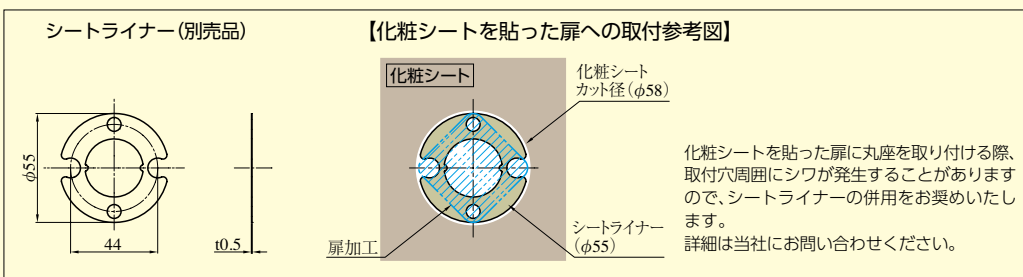 シートライナー(別売品)
【化粧シートを貼った扉への取付参考図】
φ55
44
t0.5
化粧シート
化粧シート
カット径(φ58)
シートライナー
(φ55)
扉加工
化粧シートを貼った扉に丸座を取り付ける際、
取付穴周囲にシワが発生することがあります
ので、シートライナーの併用をお奨めいたし
ます。
詳細は当社にお問い合わせください。